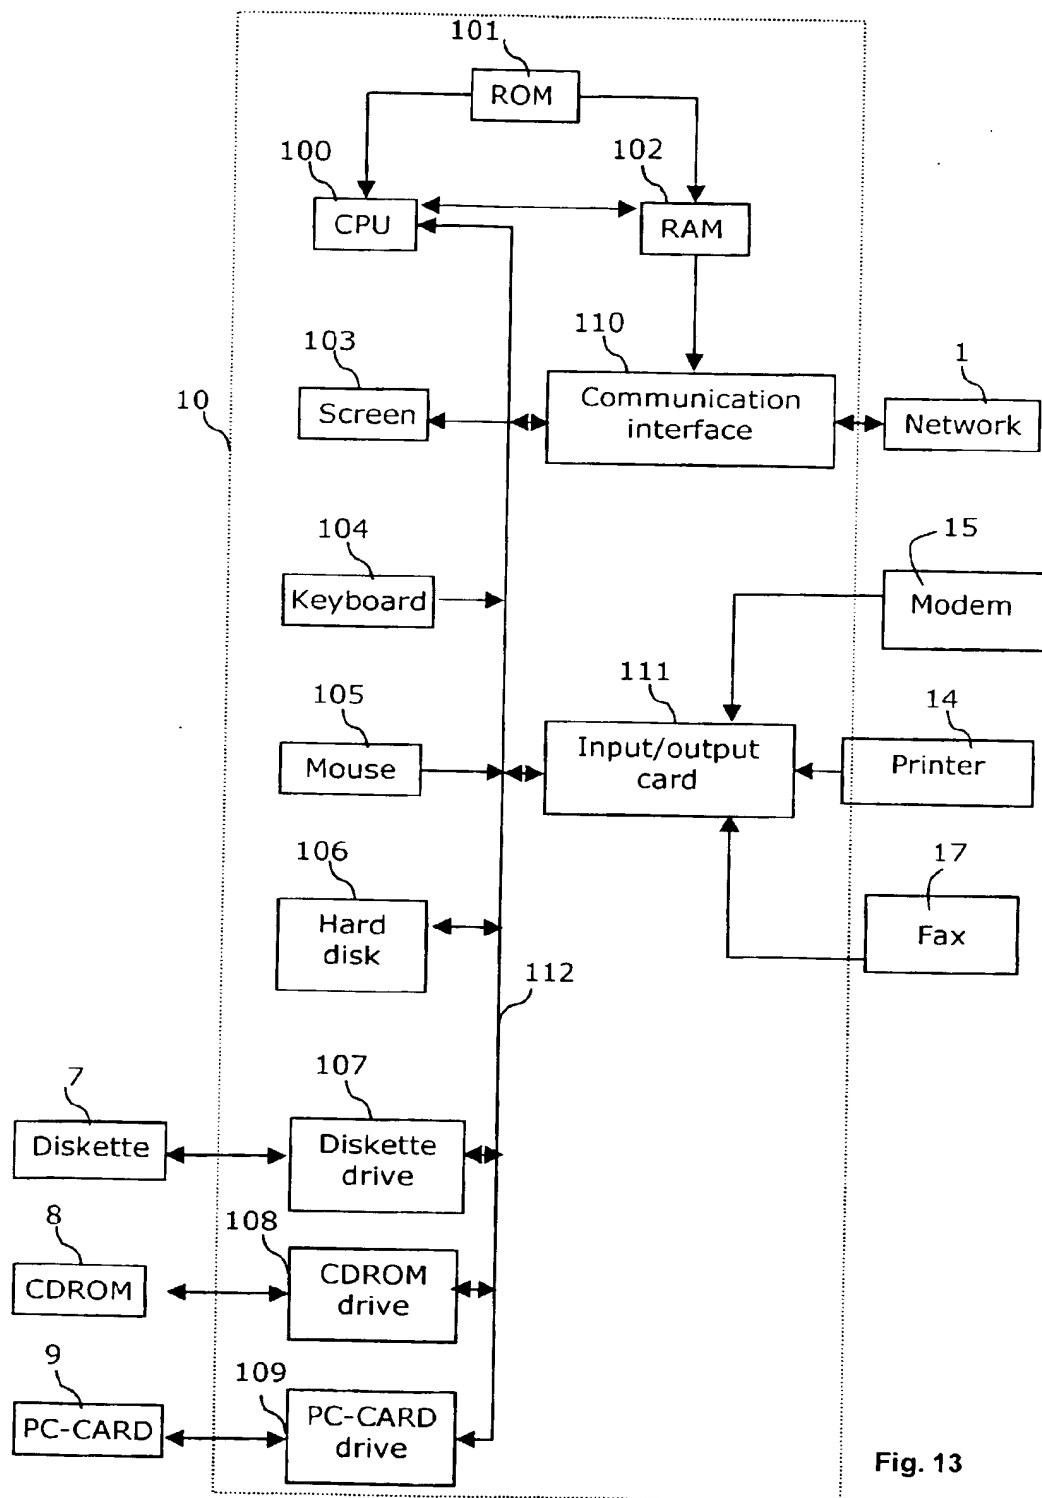 101
ROM
100
102
CPU
RAM
103
110
1
10
Screen
Communication
interface
Network
104
15
Keyboard
Modem
105
111
14
Mouse
Input/output
card
Printer
106
17
Hard
disk
Fax
112
7
107
Diskette
Diskette
drive
8
108
CDROM
CDROM
drive
9
109
PC-CARD
PC-CARD
drive
Fig. 13